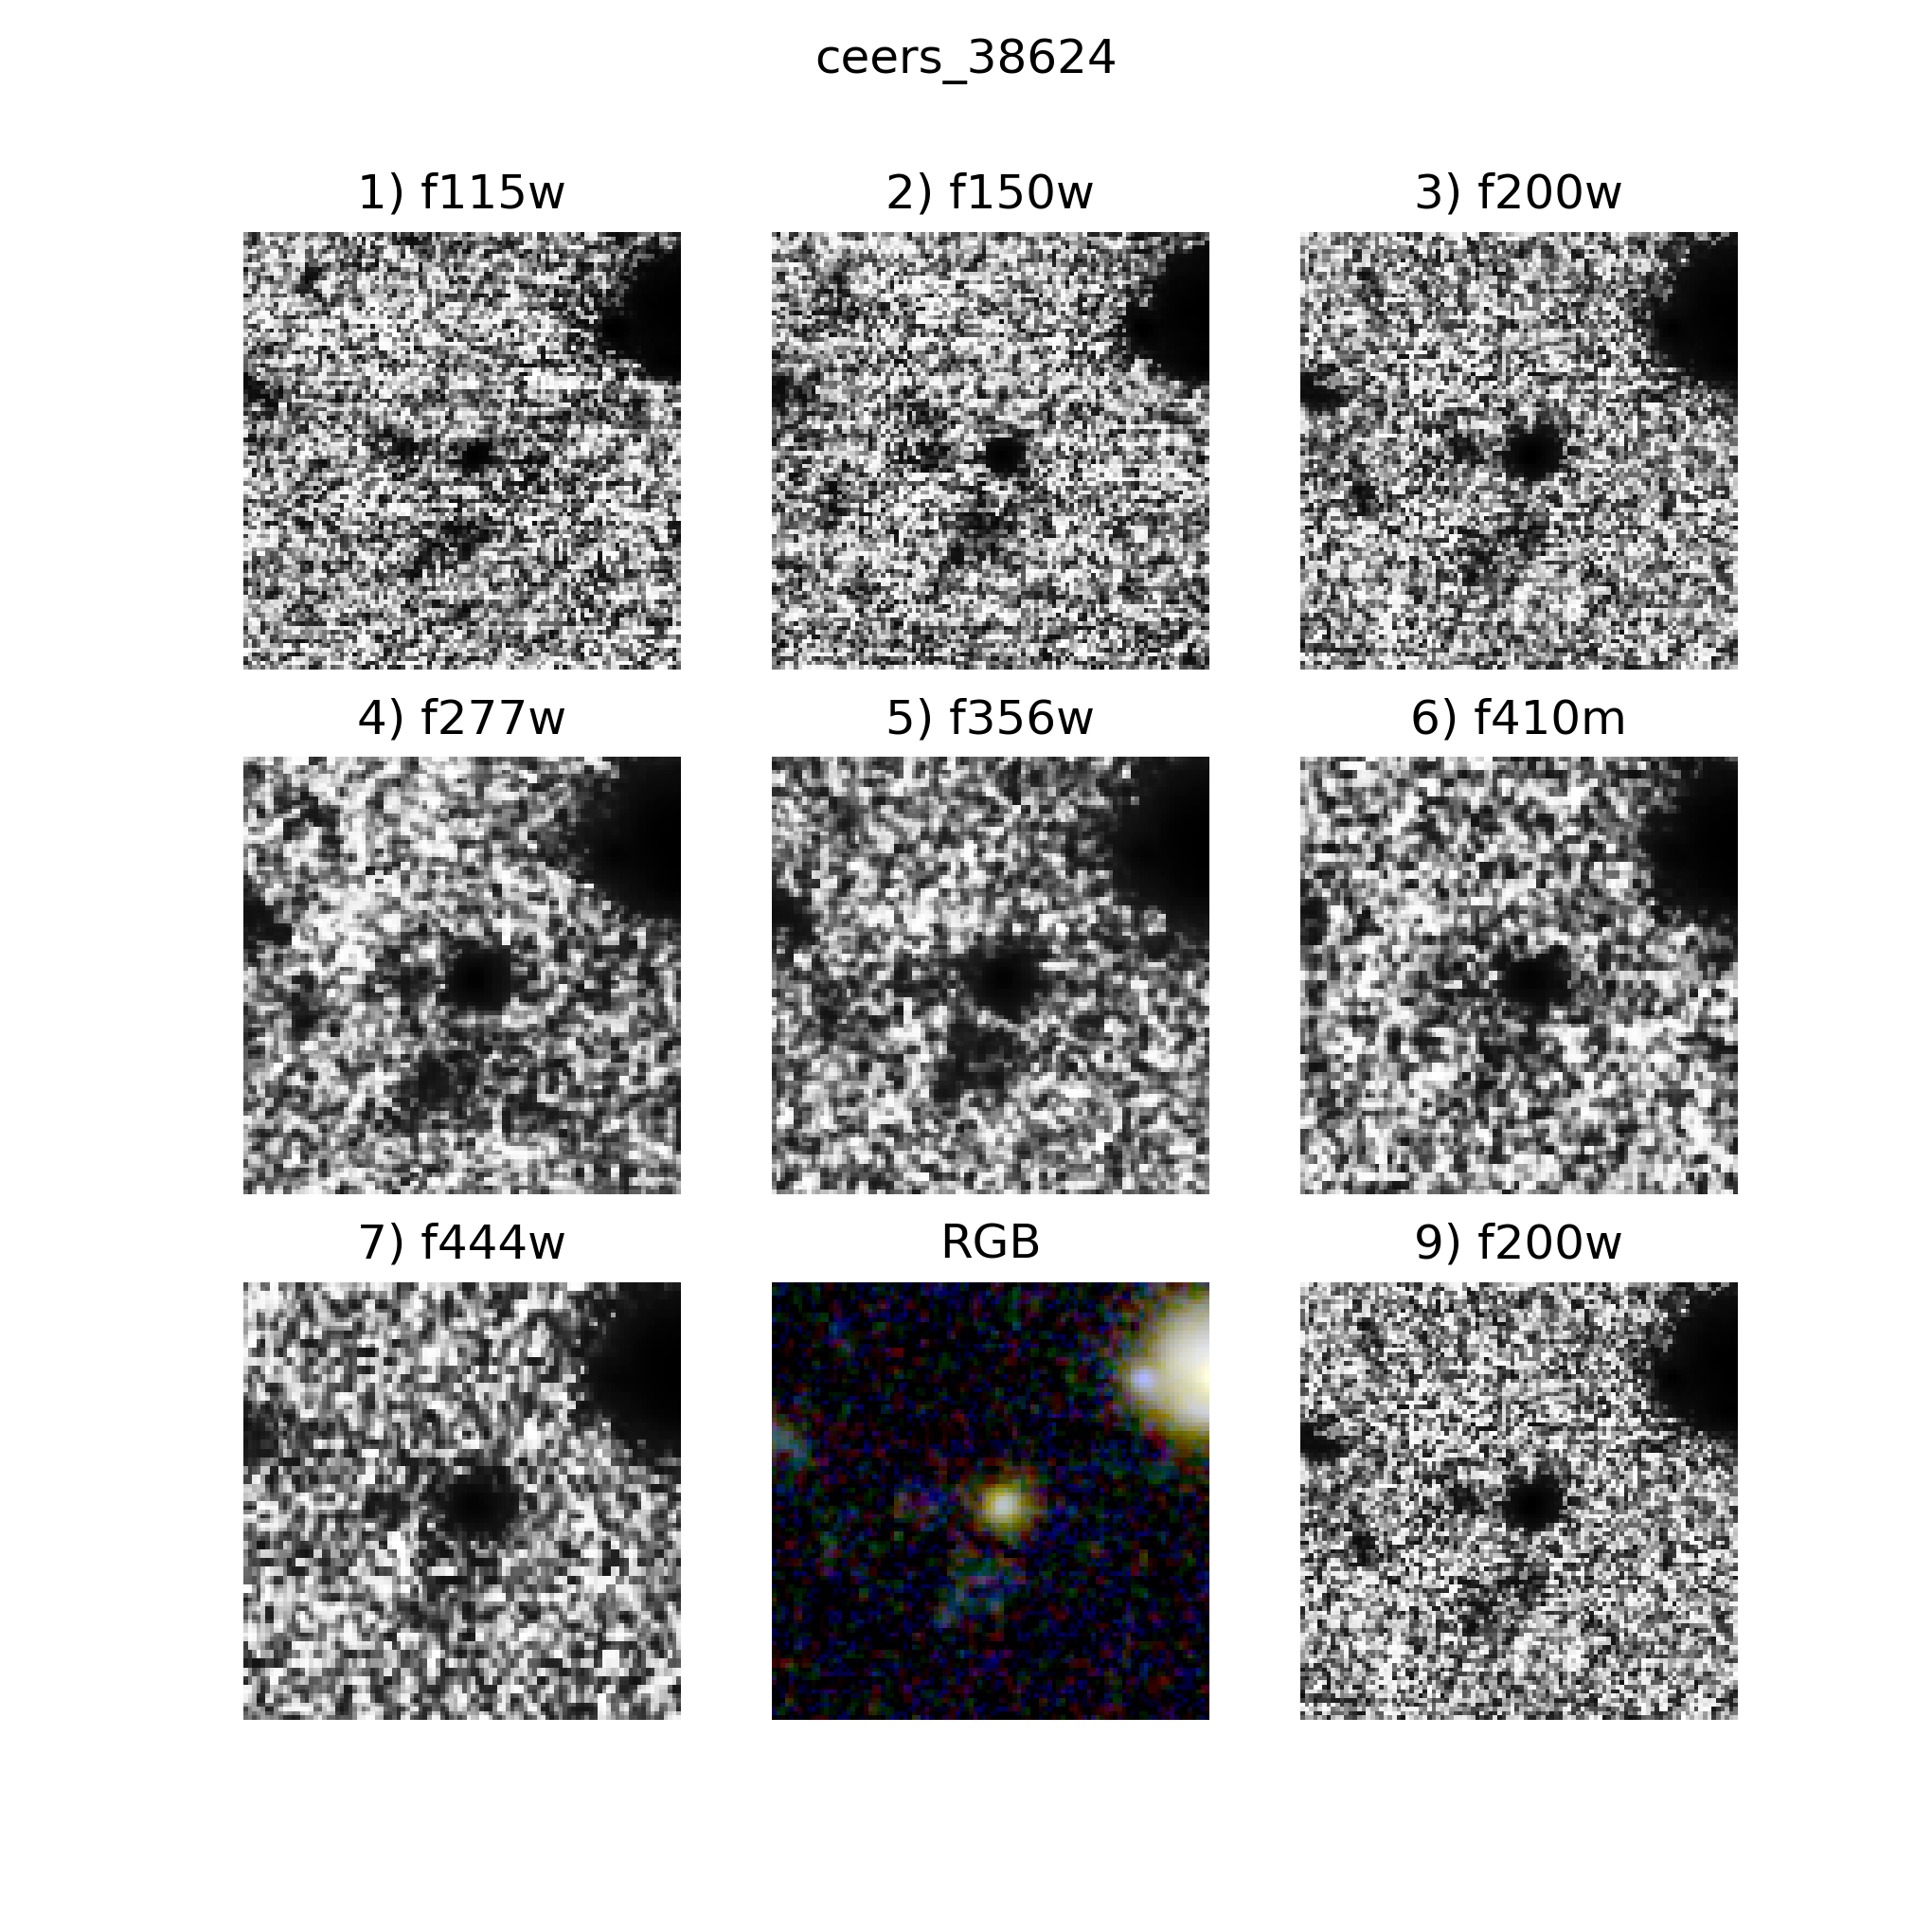 ceers_38624
1) f115w
2) f150w
3) f200w
4) f277w
5) f356w
6) f410m
7) f444w
RGB
9) f200w